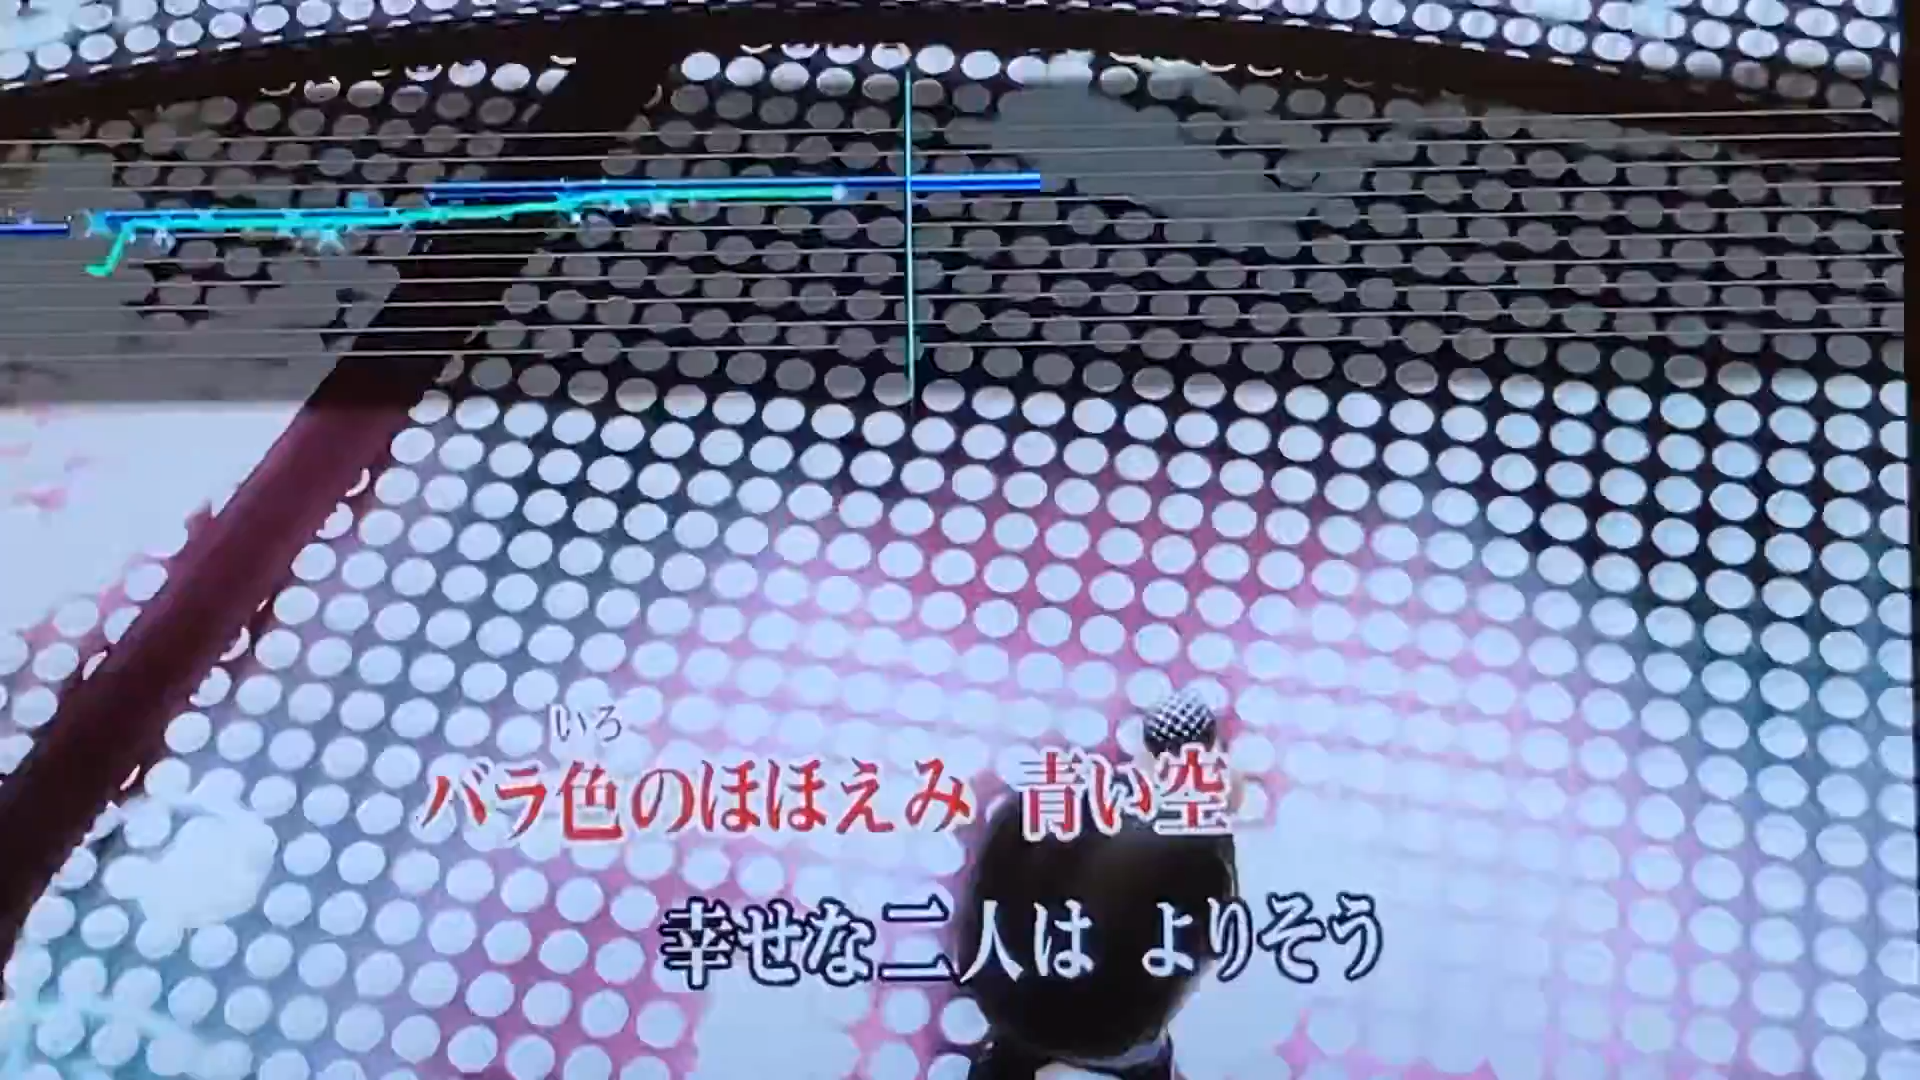 いろ
バラ色のほほえみ 青い空
幸せな二人は よりそう